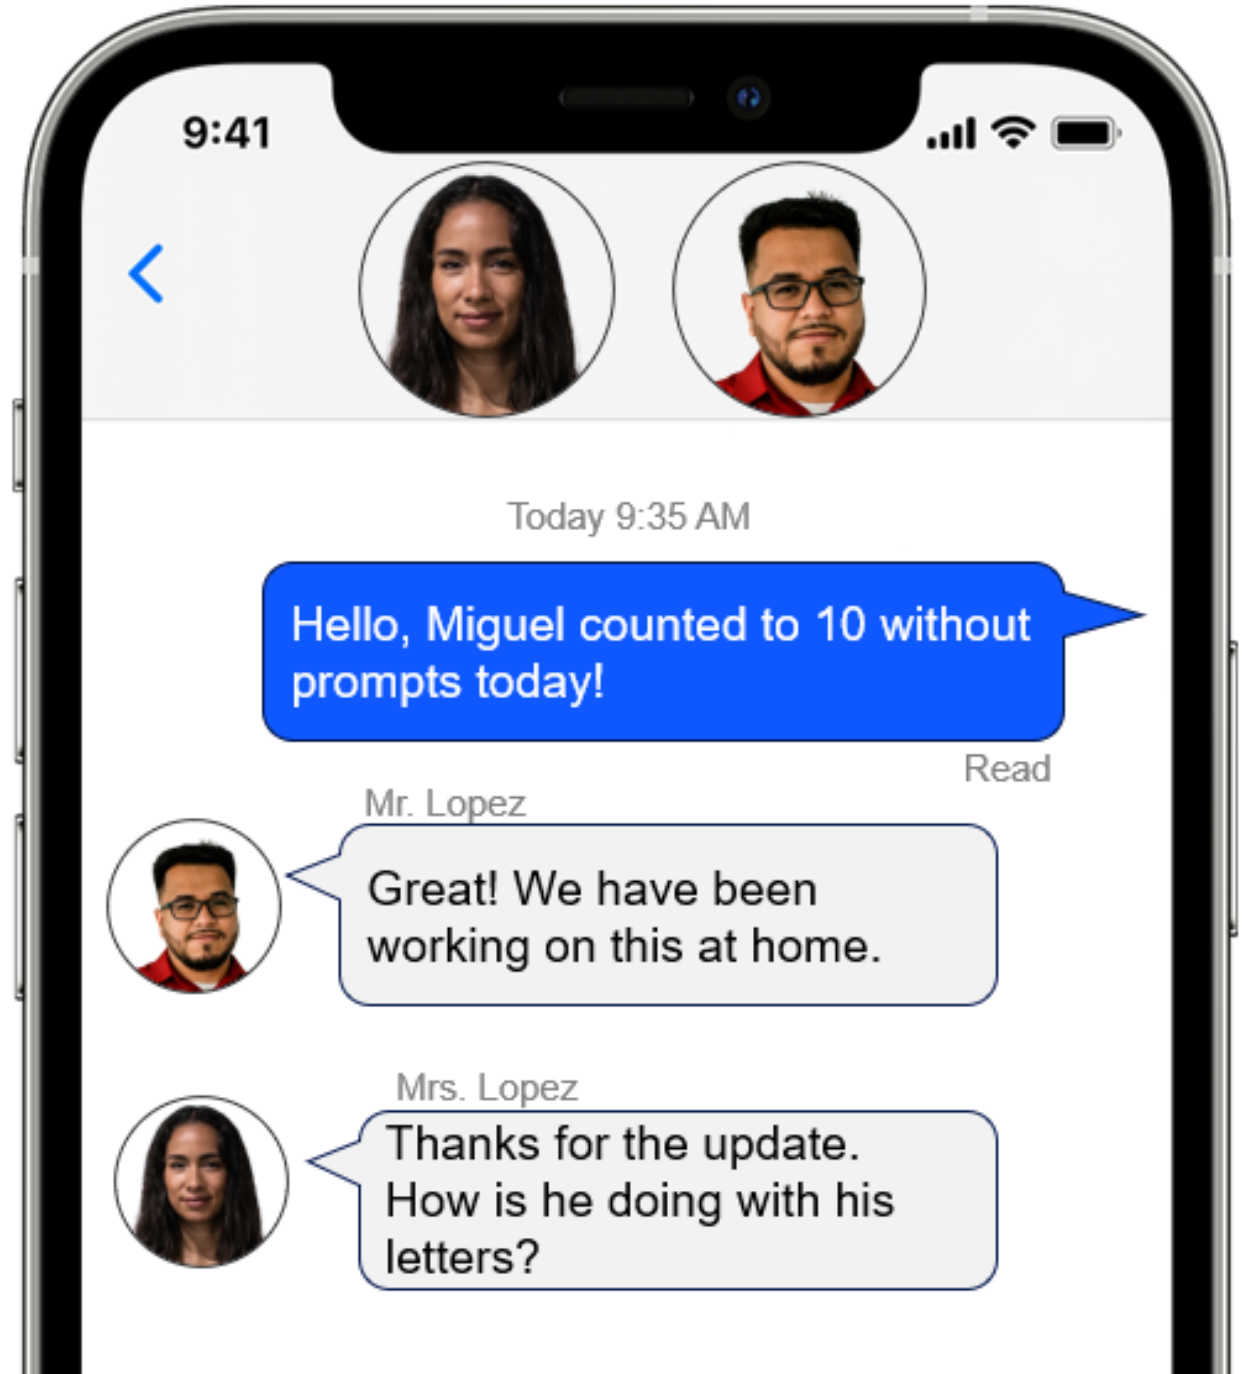 9:41
Today 9:35 AM
Hello, Miguel counted to 10 without
prompts today!
Read
Mr. Lopez
Great! We have been
working on this at home.
Mrs. Lopez
Thanks for the update.
How is he doing with his
letters?